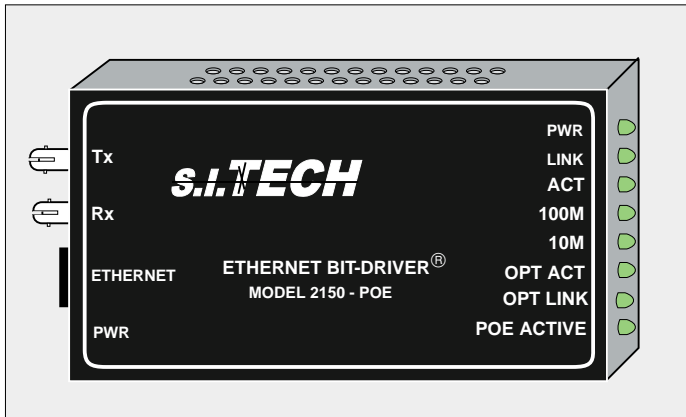 Tx
Rx
ETHERNET
PWR
S.I.TECH
ETHERNET BIT-DRIVER®
MODEL 2150 - POE
PWR
LINK
ACT
100M
10M
OPT ACT
OPT LINK
POE ACTIVE